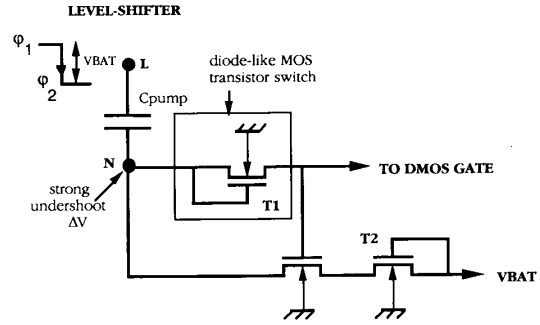 LEVEL-SHIFTER
φ1
VBAT
L
φ2
diode-like MOS
transistor switch
Cpump
N
TO DMOS GATE
strong
undershoot
ΔV
T1
T2
VBAT